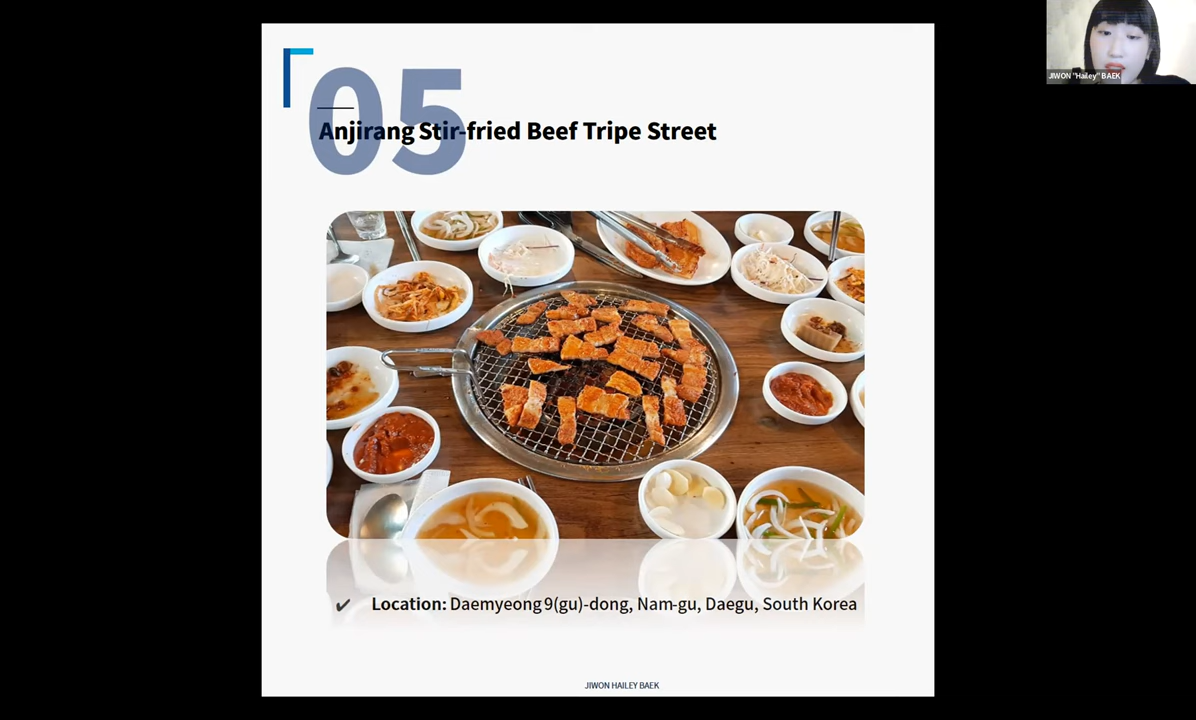 05
Anjirang Stir-fried Beef Tripe Street
✔ Location: Daemyeong 9(gu)-dong, Nam-gu, Daegu, South Korea
JIWON HAILEY BAEK
JIWON "Hailey" BAEK